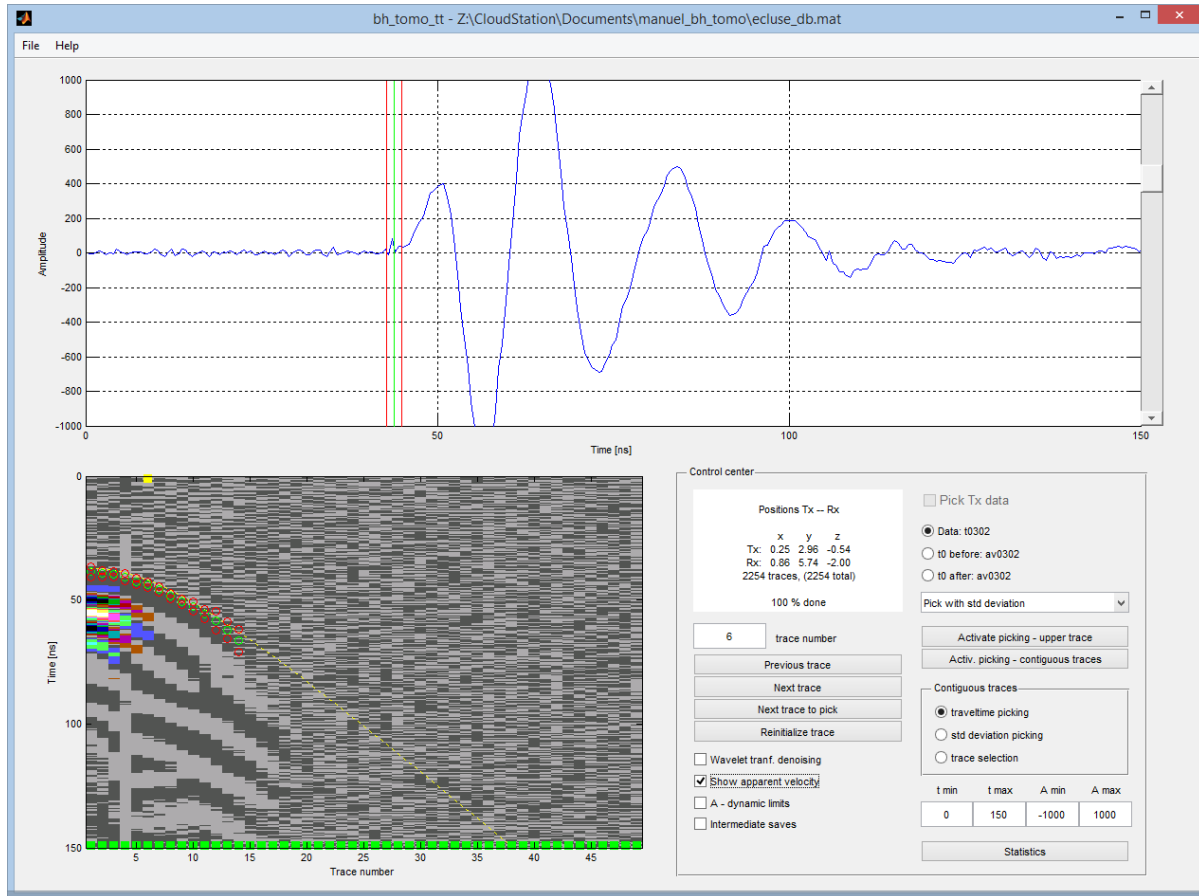 bh_tomo_tt - Z:\CloudStation\Documents\manuel_bh_tomo\ecluse_db.mat
File Help
1000
800
600
400
200
0
-200
-400
-600
-800
-1000
Amplitude
0 50 100 150
Time [ns]
0
50
100
150
Time [ns]
5 10 15 20 25 30 35 40 45
Trace number
Control center
Positions Tx -- Rx
x y z
Tx: 0.25 2.96 -0.54
Rx: 0.86 5.74 -2.00
2254 traces, (2254 total)
100 % done
6 trace number
Previous trace
Next trace
Next trace to pick
Reinitialize trace
Wavelet tranf. denoising
Show apparent velocity
A - dynamic limits
Intermediate saves
Pick Tx data
Data: t0302
t0 before: av0302
t0 after: av0302
Pick with std deviation
Activate picking - upper trace
Activ. picking - contiguous traces
Contiguous traces
traveltime picking
std deviation picking
trace selection
t min t max A min A max
0 150 -1000 1000
Statistics